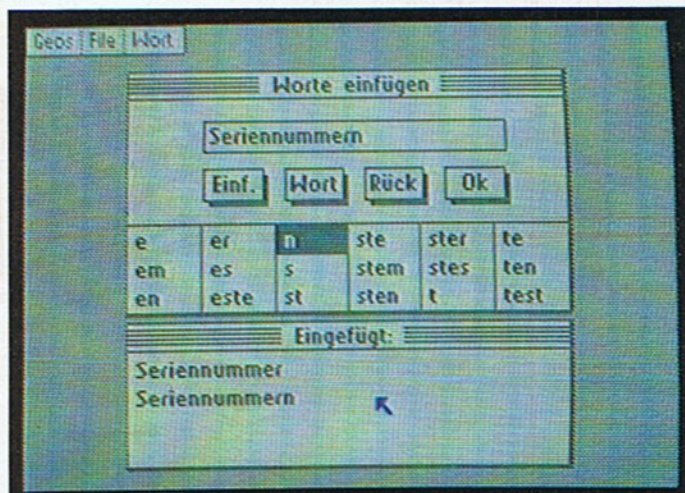 Geos File Wort
Worte einfügen
Seriennummern
Einf. Wort Rück Ok
e er n ste ster te
em es s stem stes ten
en este st sten t test
Eingefügt:
Seriennummer
Seriennummern